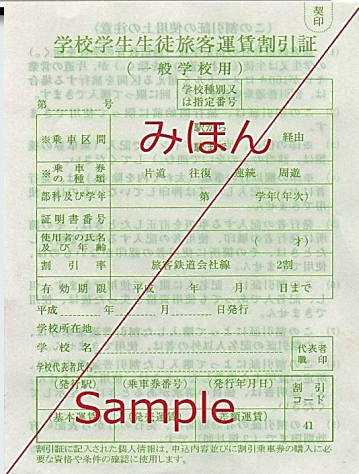 契印
学校学生生徒旅客運賃割引証
(一般学校用)
第 号
学校種別又は指定番号
※乗車区間
経由
みほん
※乗車券の種類
片道 往復 連続 周遊
部科及び学年
第 学年(年次)
証明書番号
使用者の氏名及び年齢
( 才)
割引率
旅客鉄道会社線 2割
有効期限
平成 年 月 日まで
平成 年 月 日発行
学校所在地
学校名
学校代表者氏名
代表者職印
(発行駅) (乗車券番号) (発行年月日)
割引コード
41
Sample
割引証に記入された個人情報は、申込内容並びに割引乗車券の購入に必要な資格や条件の確認に使用します。